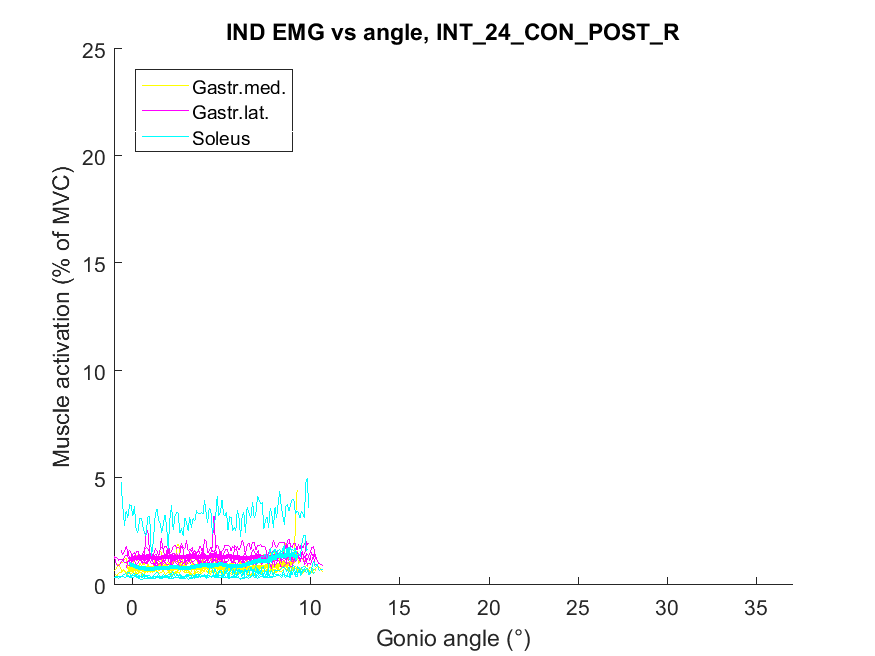 IND EMG vs angle, INT_24_CON_POST_R
25
20
15
10
5
0
Muscle activation (% of MVC)
Gastr.med.
Gastr.lat.
Soleus
0 5 10 15 20 25 30 35
Gonio angle (°)